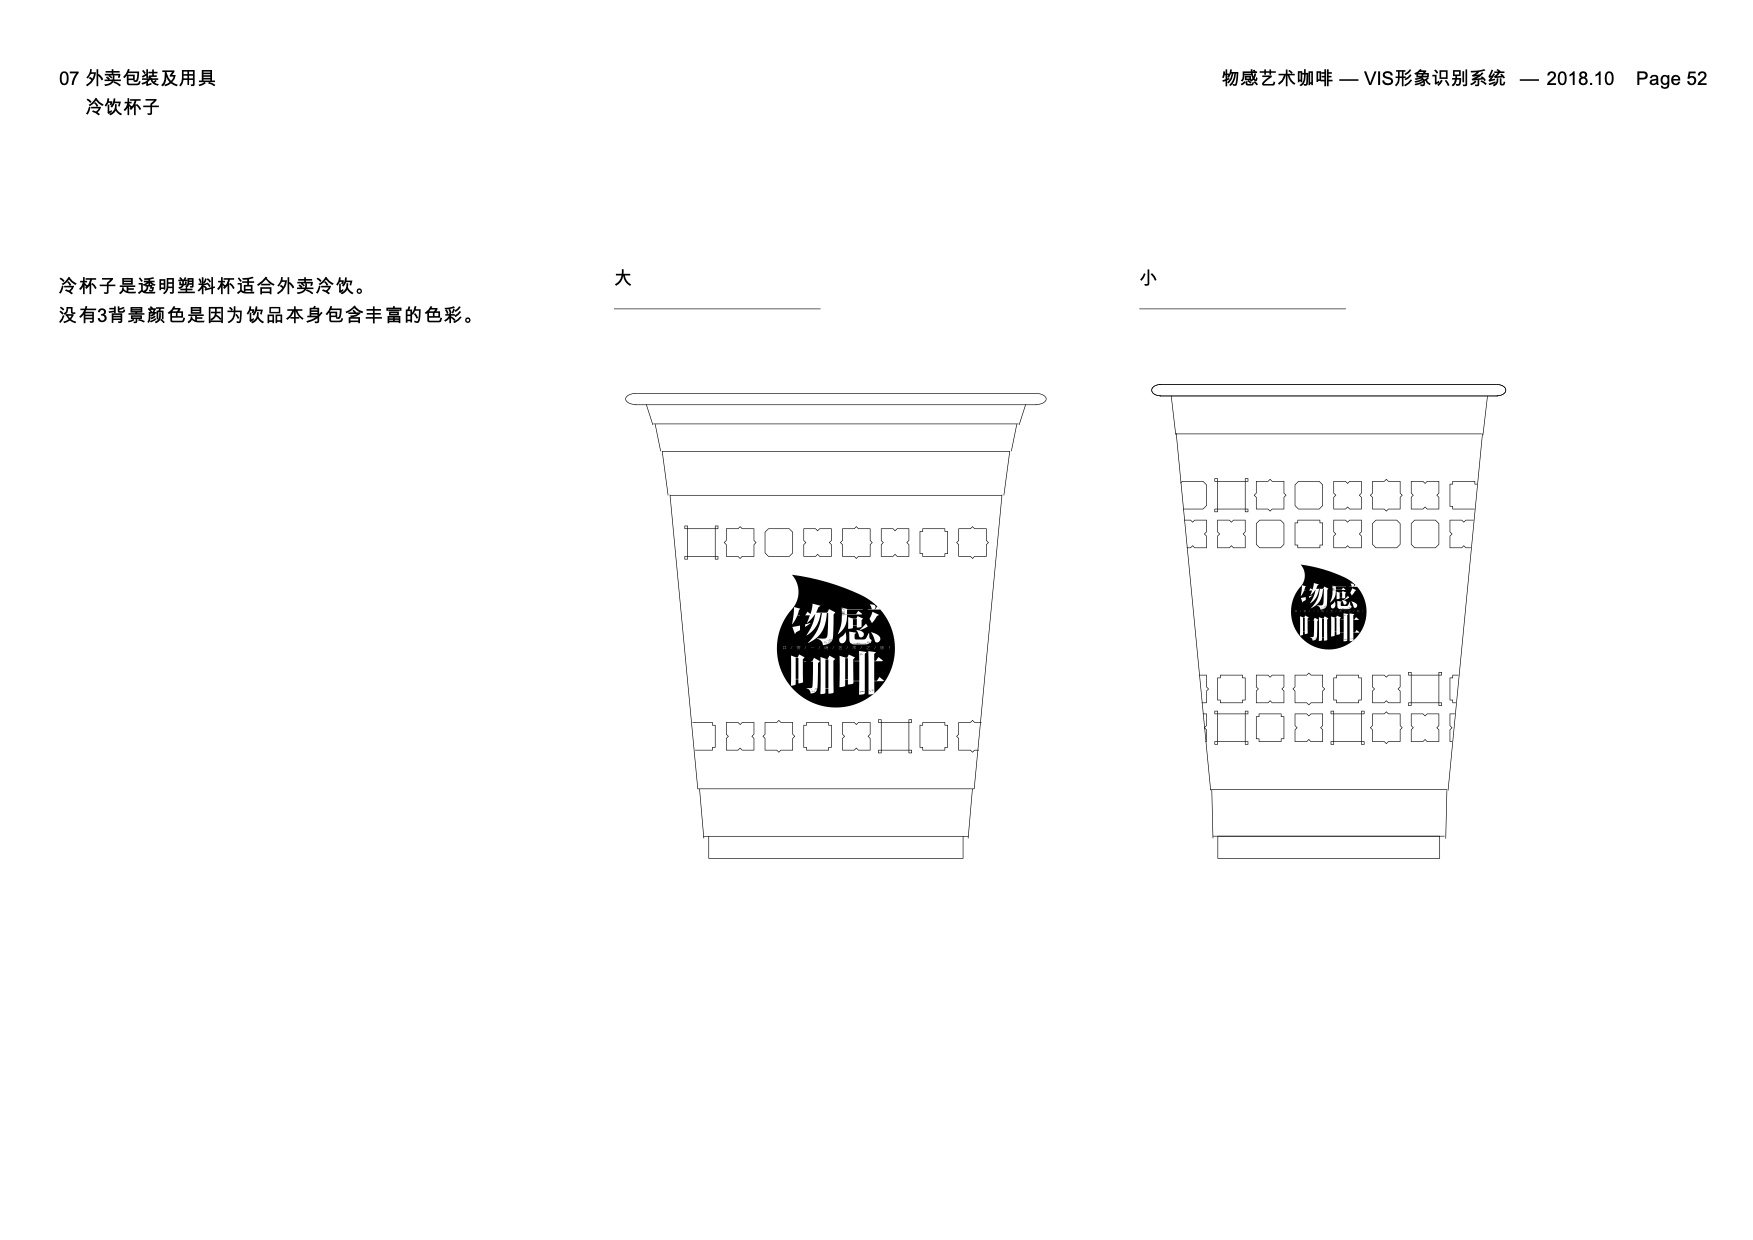 07 外卖包装及用具
冷饮杯子
物感艺术咖啡 — VIS形象识别系统 — 2018.10 Page 52
冷杯子是透明塑料杯适合外卖冷饮。
没有3背景颜色是因为饮品本身包含丰富的色彩。
大
小
物感
咖啡
物感
咖啡